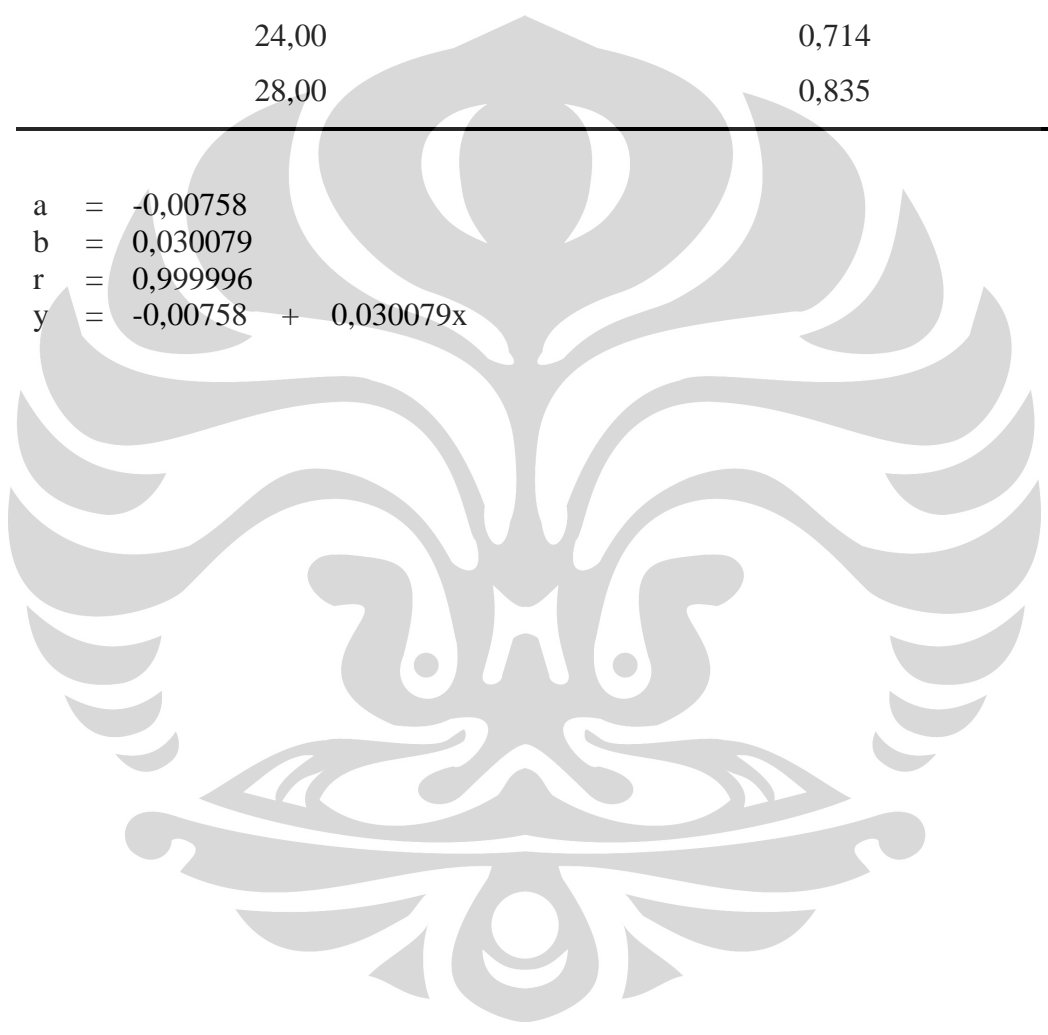 24,00 0,714
28,00 0,835
a = -0,00758
b = 0,030079
r = 0,999996
y = -0,00758 + 0,030079x